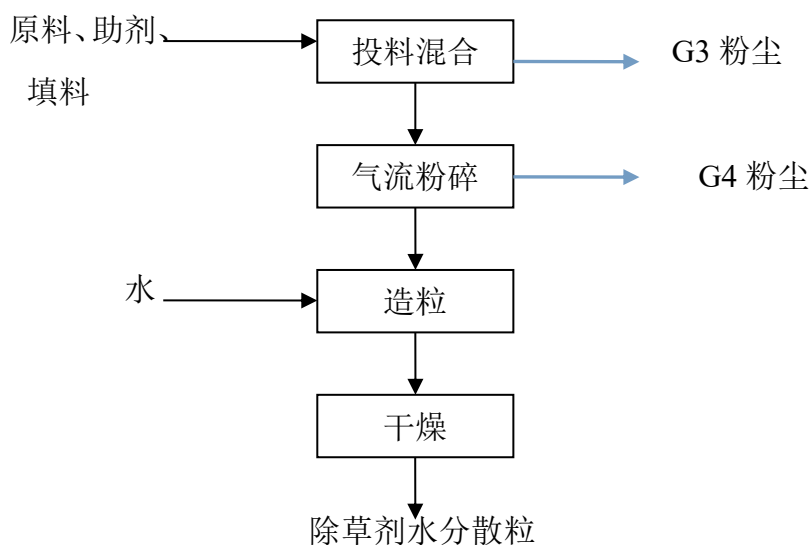 原料、助剂、
填料
投料混合
G3 粉尘
气流粉碎
G4 粉尘
水
造粒
干燥
除草剂水分散粒